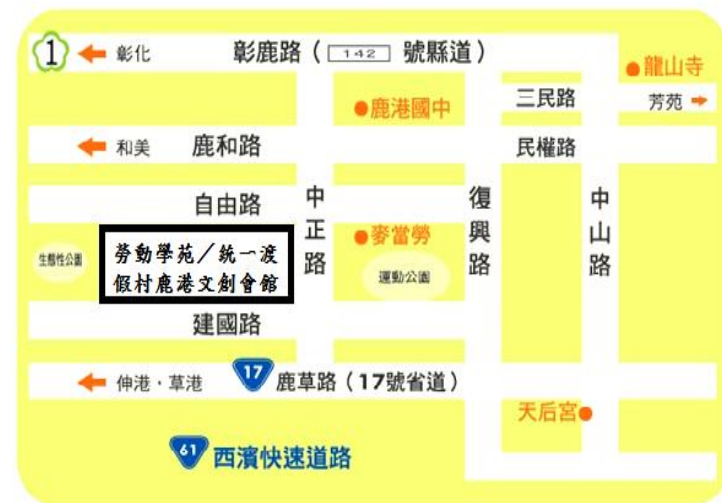 1 彰化 彰鹿路 ( 142 號縣道 )
龍山寺
鹿港國中 三民路 芳苑
和美 鹿和路 民權路
自由路
中正路
復興路
中山路
麥當勞
生態性公園
勞動學苑/統一渡
假村鹿港文創會館
運動公園
建國路
伸港·草港 17 鹿草路 ( 17號省道 )
天后宮
61 西濱快速道路